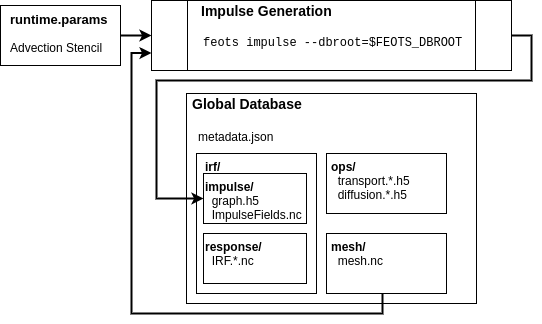 runtime.params
Advection Stencil
Impulse Generation
feots impulse --dbroot=$FEOTS_DBROOT
Global Database
metadata.json
irf/
impulse/
graph.h5
ImpulseFields.nc
response/
IRF.*.nc
ops/
transport.*.h5
diffusion.*.h5
mesh/
mesh.nc